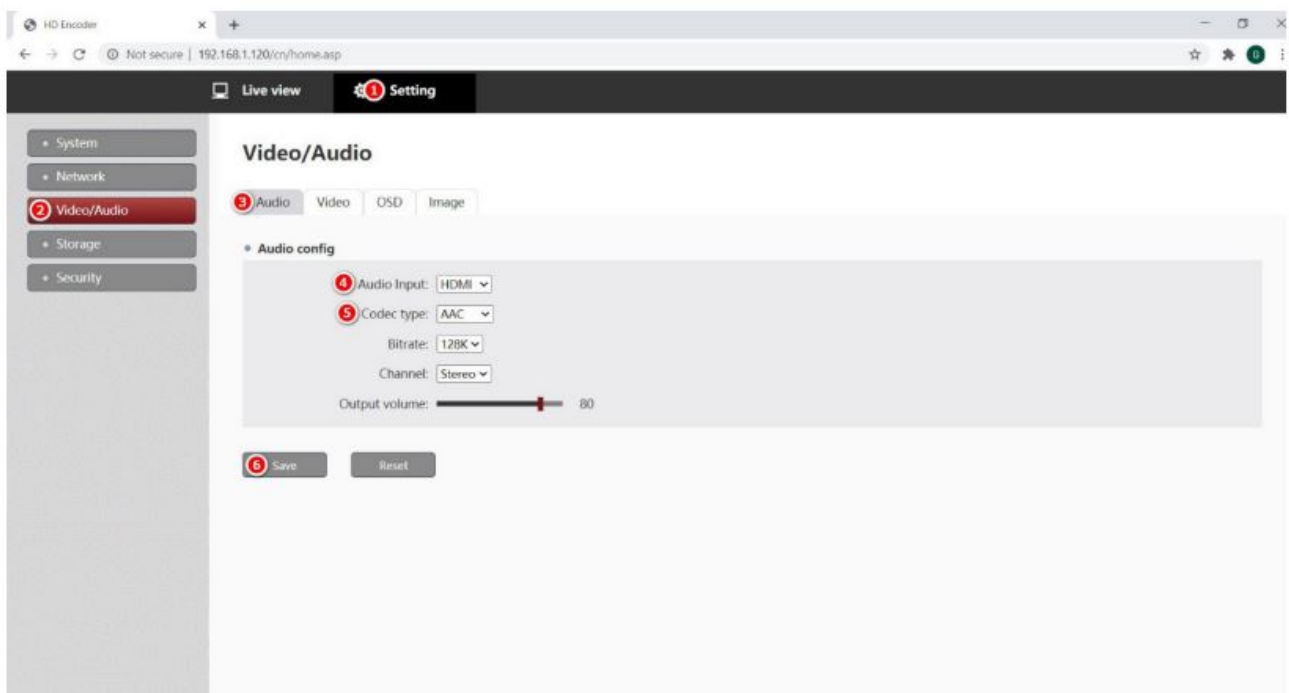 HD Encoder
Not secure | 192.168.1.120/cn/home.asp
G
Live view 1 Setting
System
Network
2 Video/Audio
Storage
Security
Video/Audio
3 Audio Video OSD Image
Audio config
4 Audio Input: HDMI
5 Codec type: AAC
Bitrate: 128K
Channel: Stereo
Output volume: 80
6 Save Reset